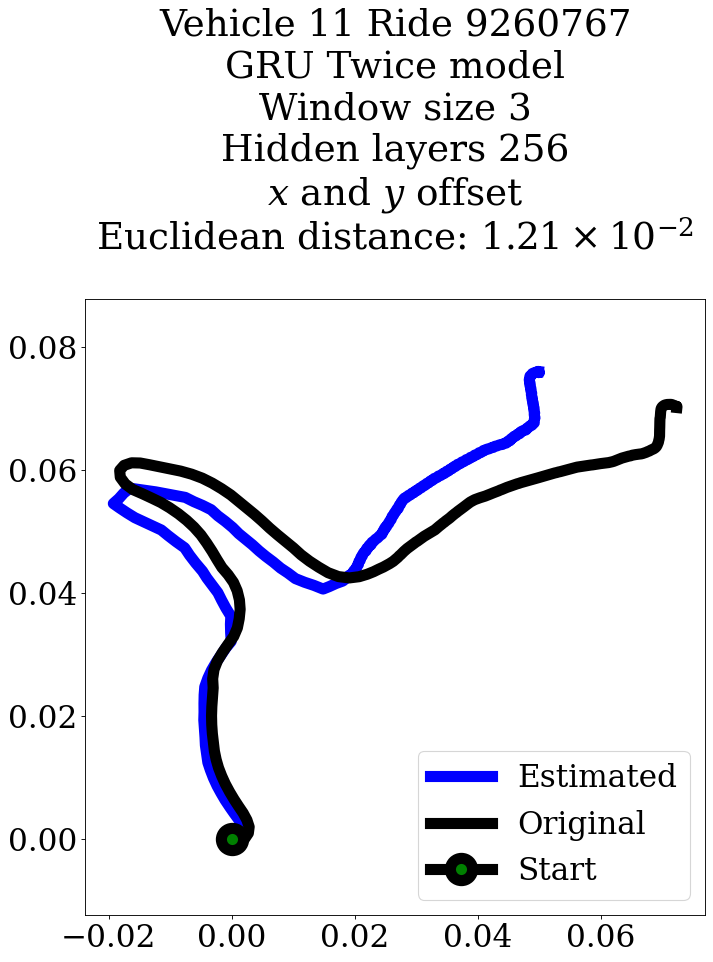 Vehicle 11 Ride 9260767
GRU Twice model
Window size 3
Hidden layers 256
x and y offset
Euclidean distance: 1.21 × 10⁻²
0.08
0.06
0.04
0.02
0.00
−0.02 0.00 0.02 0.04 0.06
Estimated
Original
Start